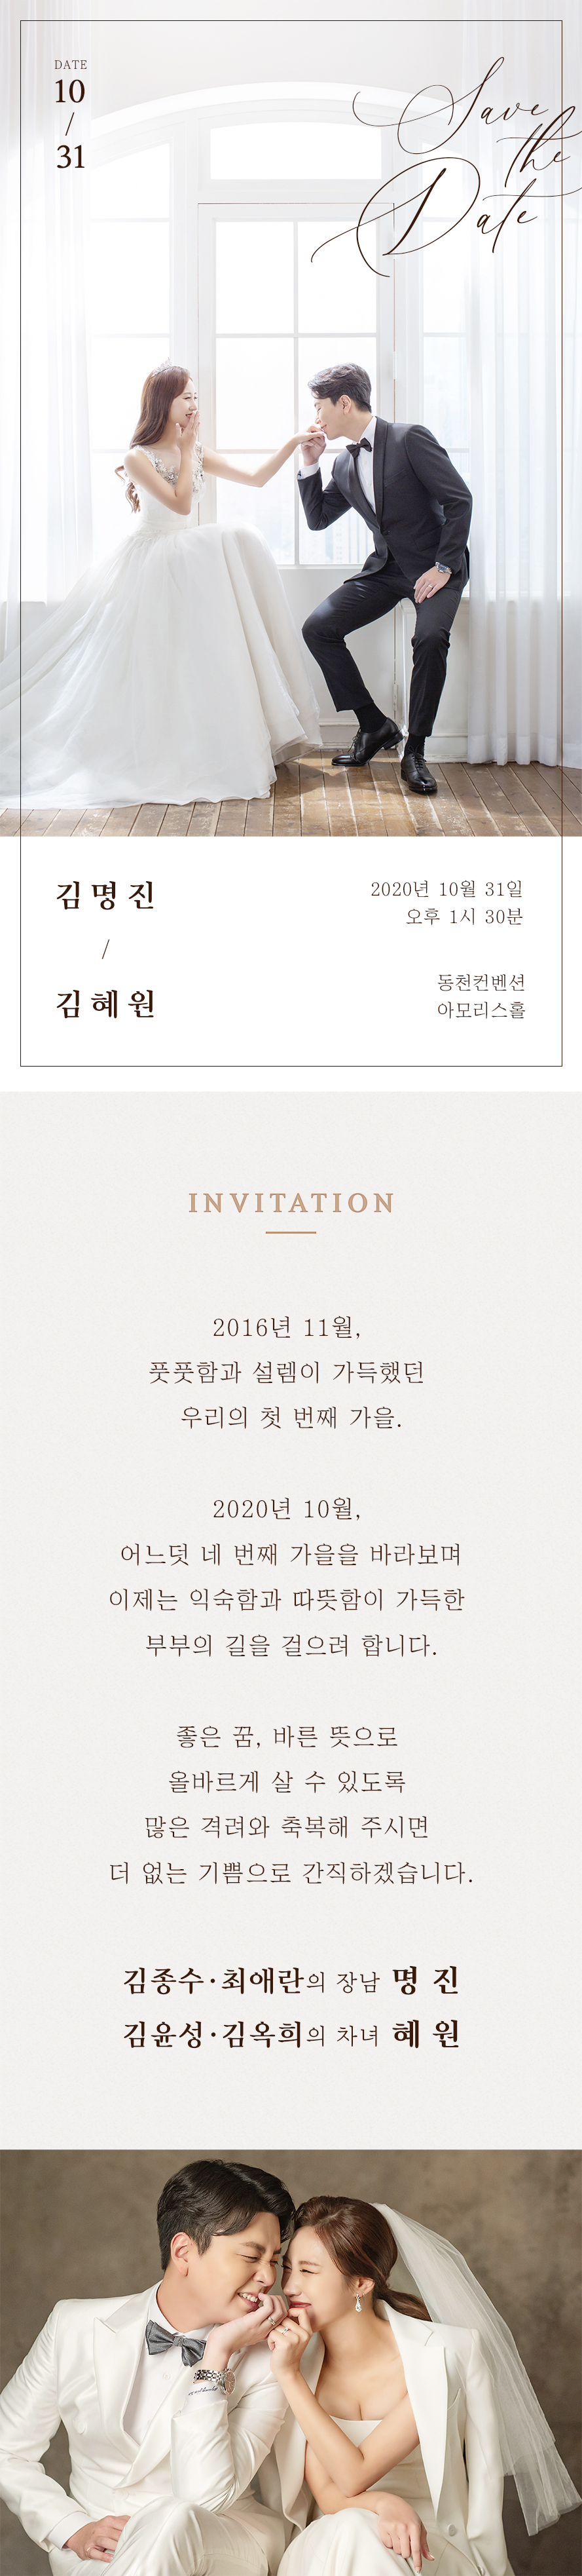 DATE
10
/
31
Save
the
Date
김명진
/
김혜원
2020년 10월 31일
오후 1시 30분
동천컨벤션
아모리스홀
INVITATION
2016년 11월,
풋풋함과 설렘이 가득했던
우리의 첫 번째 가을.
2020년 10월,
어느덧 네 번째 가을을 바라보며
이제는 익숙함과 따뜻함이 가득한
부부의 길을 걸으려 합니다.
좋은 꿈, 바른 뜻으로
올바르게 살 수 있도록
많은 격려와 축복해 주시면
더 없는 기쁨으로 간직하겠습니다.
김종수·최애란의 장남 명 진
김윤성·김옥희의 차녀 혜 원